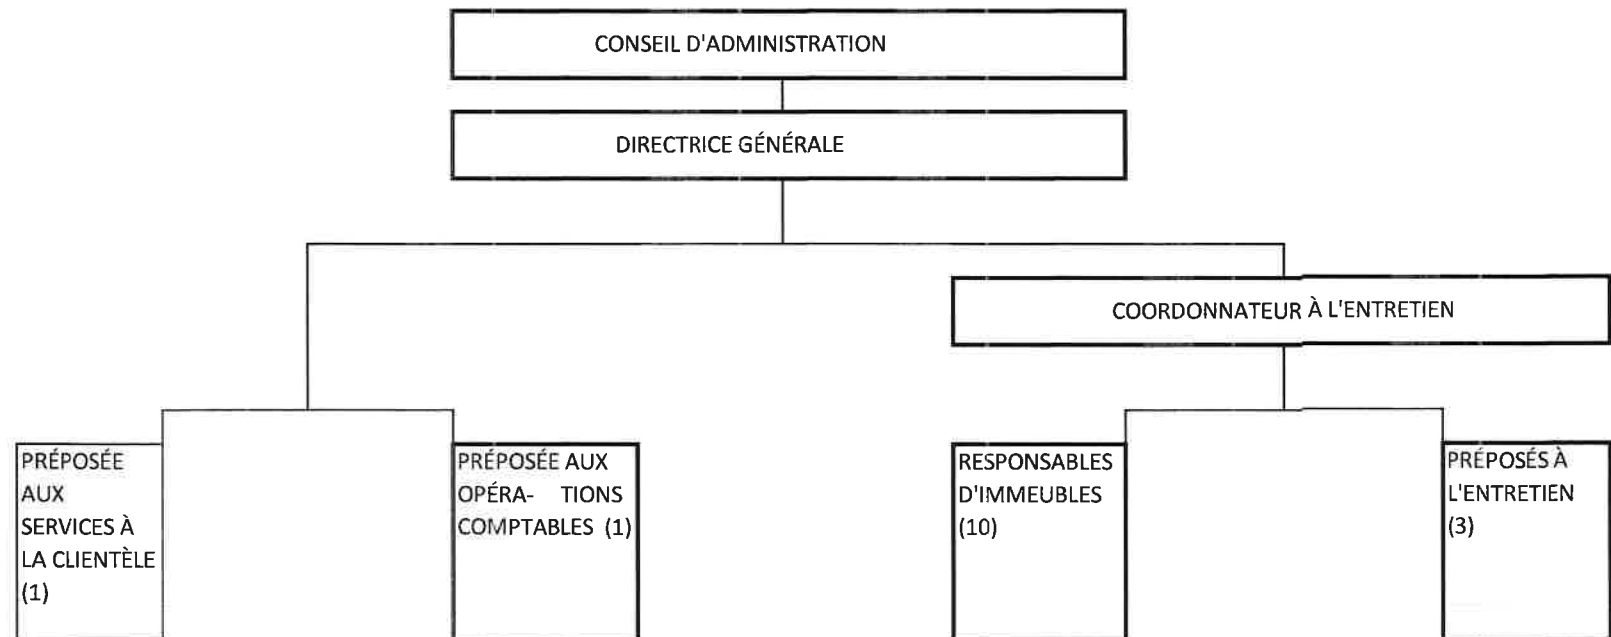 CONSEIL D'ADMINISTRATION
DIRECTRICE GÉNÉRALE
COORDONNATEUR À L'ENTRETIEN
PRÉPOSÉE
AUX
SERVICES À
LA CLIENTÈLE
(1)
PRÉPOSÉE AUX
OPÉRA- TIONS
COMPTABLES (1)
RESPONSABLES
D'IMMEUBLES
(10)
PRÉPOSÉS À
L'ENTRETIEN
(3)